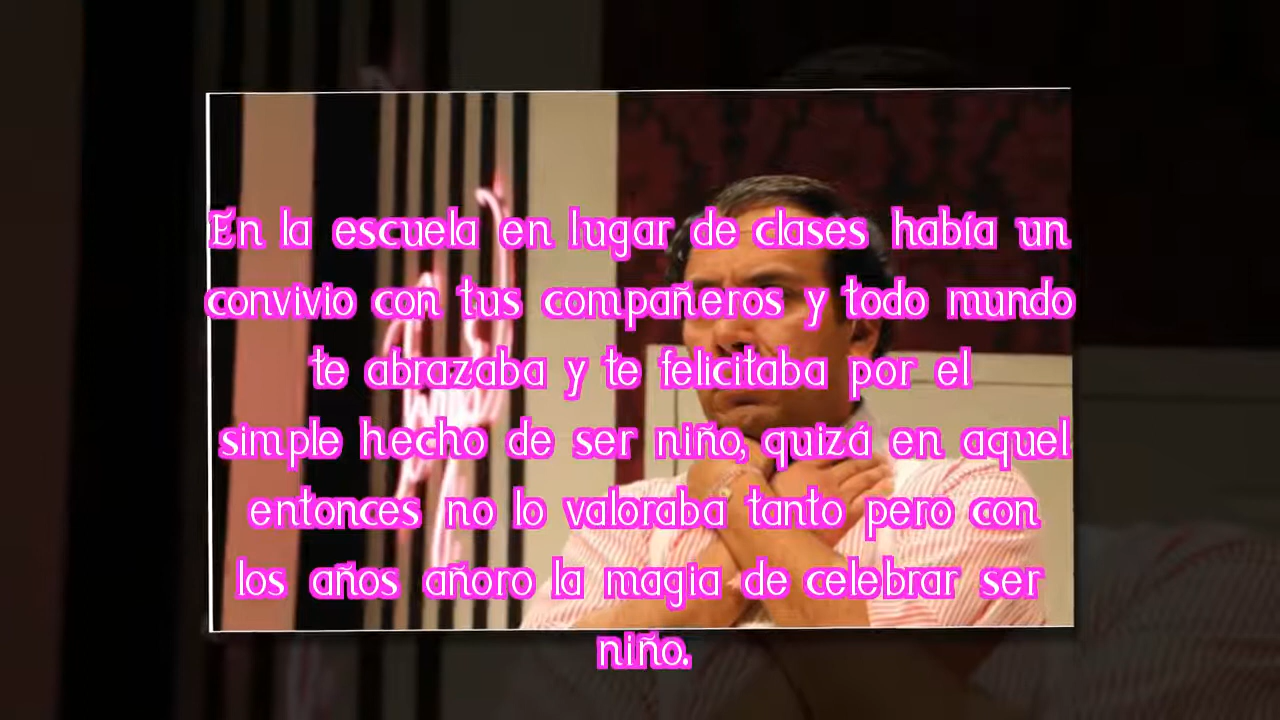 En la escuela en lugar de clases había un
convivio con tus compañeros y todo mundo
te abrazaba y te felicitaba por el
simple hecho de ser niño, quizá en aquel
entonces no lo valoraba tanto pero con
los años añoro la magia de celebrar ser
niño.